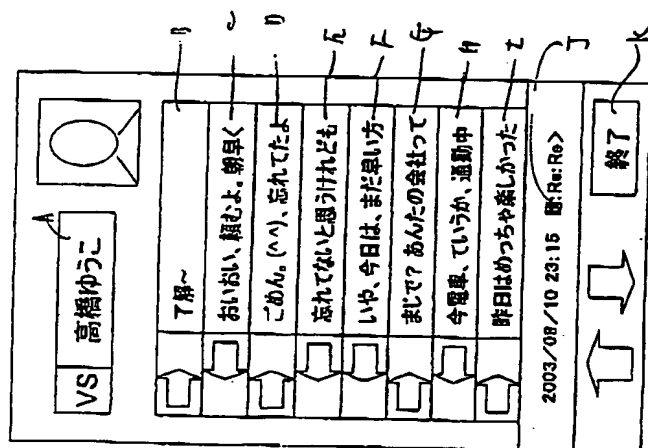 A
VS 高橋ゆうこ
了解~ B
おいおい、頼むよ。朝早く C
ごめん。(^^)、忘れてたよ D
忘れてないと思うけれども E
いや、今日は、まだ早い方 F
まじで?あんたの会社って G
今電車、ていうか、通勤中 H
昨日はめっちゃ楽しかった I
2003/08/10 23:15 題:Re:Re> J
終了 K